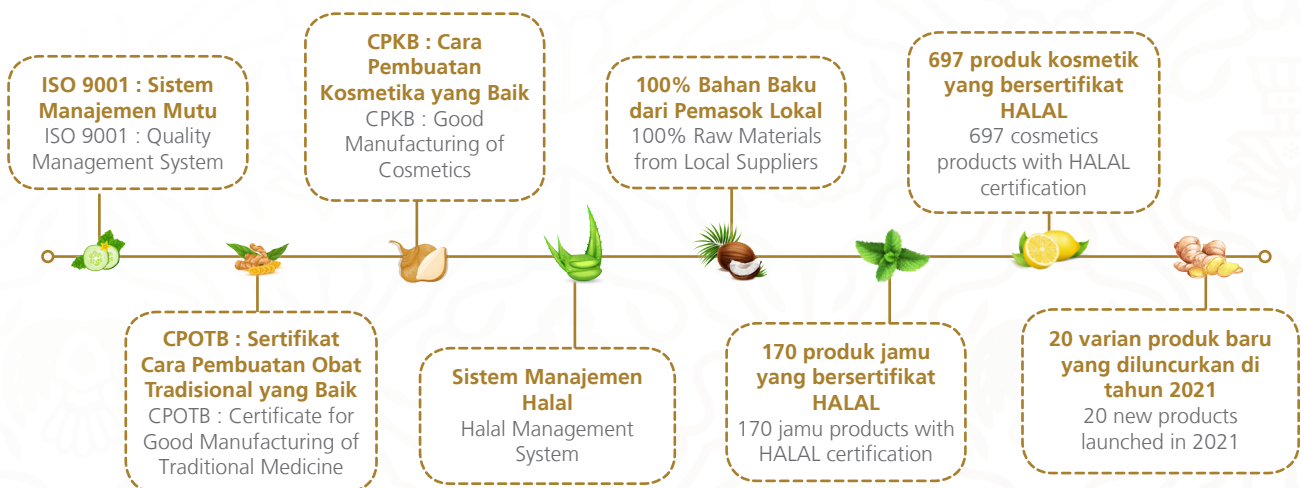 ISO 9001 : Sistem
Manajemen Mutu
ISO 9001 : Quality
Management System
CPOTB : Sertifikat
Cara Pembuatan Obat
Tradisional yang Baik
CPOTB : Certificate for
Good Manufacturing of
Traditional Medicine
CPKB : Cara
Pembuatan
Kosmetika yang Baik
CPKB : Good
Manufacturing of
Cosmetics
Sistem Manajemen
Halal
Halal Management
System
100% Bahan Baku
dari Pemasok Lokal
100% Raw Materials
from Local Suppliers
170 produk jamu
yang bersertifikat
HALAL
170 jamu products with
HALAL certification
697 produk kosmetik
yang bersertifikat
HALAL
697 cosmetics
products with HALAL
certification
20 varian produk baru
yang diluncurkan di
tahun 2021
20 new products
launched in 2021